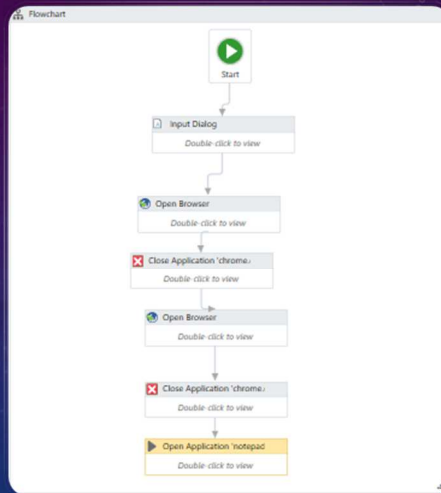 Flowchart
Start
Input Dialog
Double-click to view
Open Browser
Double-click to view
Close Application 'chrome.
Double-click to view
Open Browser
Double-click to view
Close Application 'chrome.
Double-click to view
Open Application 'notepad
Double-click to view